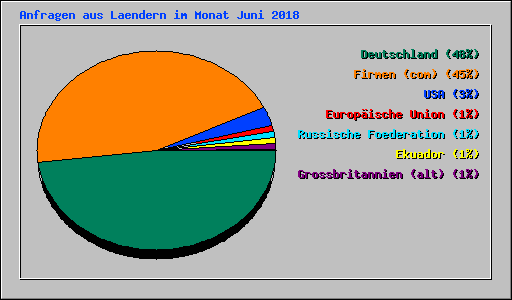 Anfragen aus Laendern im Monat Juni 2018
Deutschland (48%)
Firmen (com) (45%)
USA (3%)
Europäische Union (1%)
Russische Foederation (1%)
Ekuador (1%)
Grossbritannien (alt) (1%)